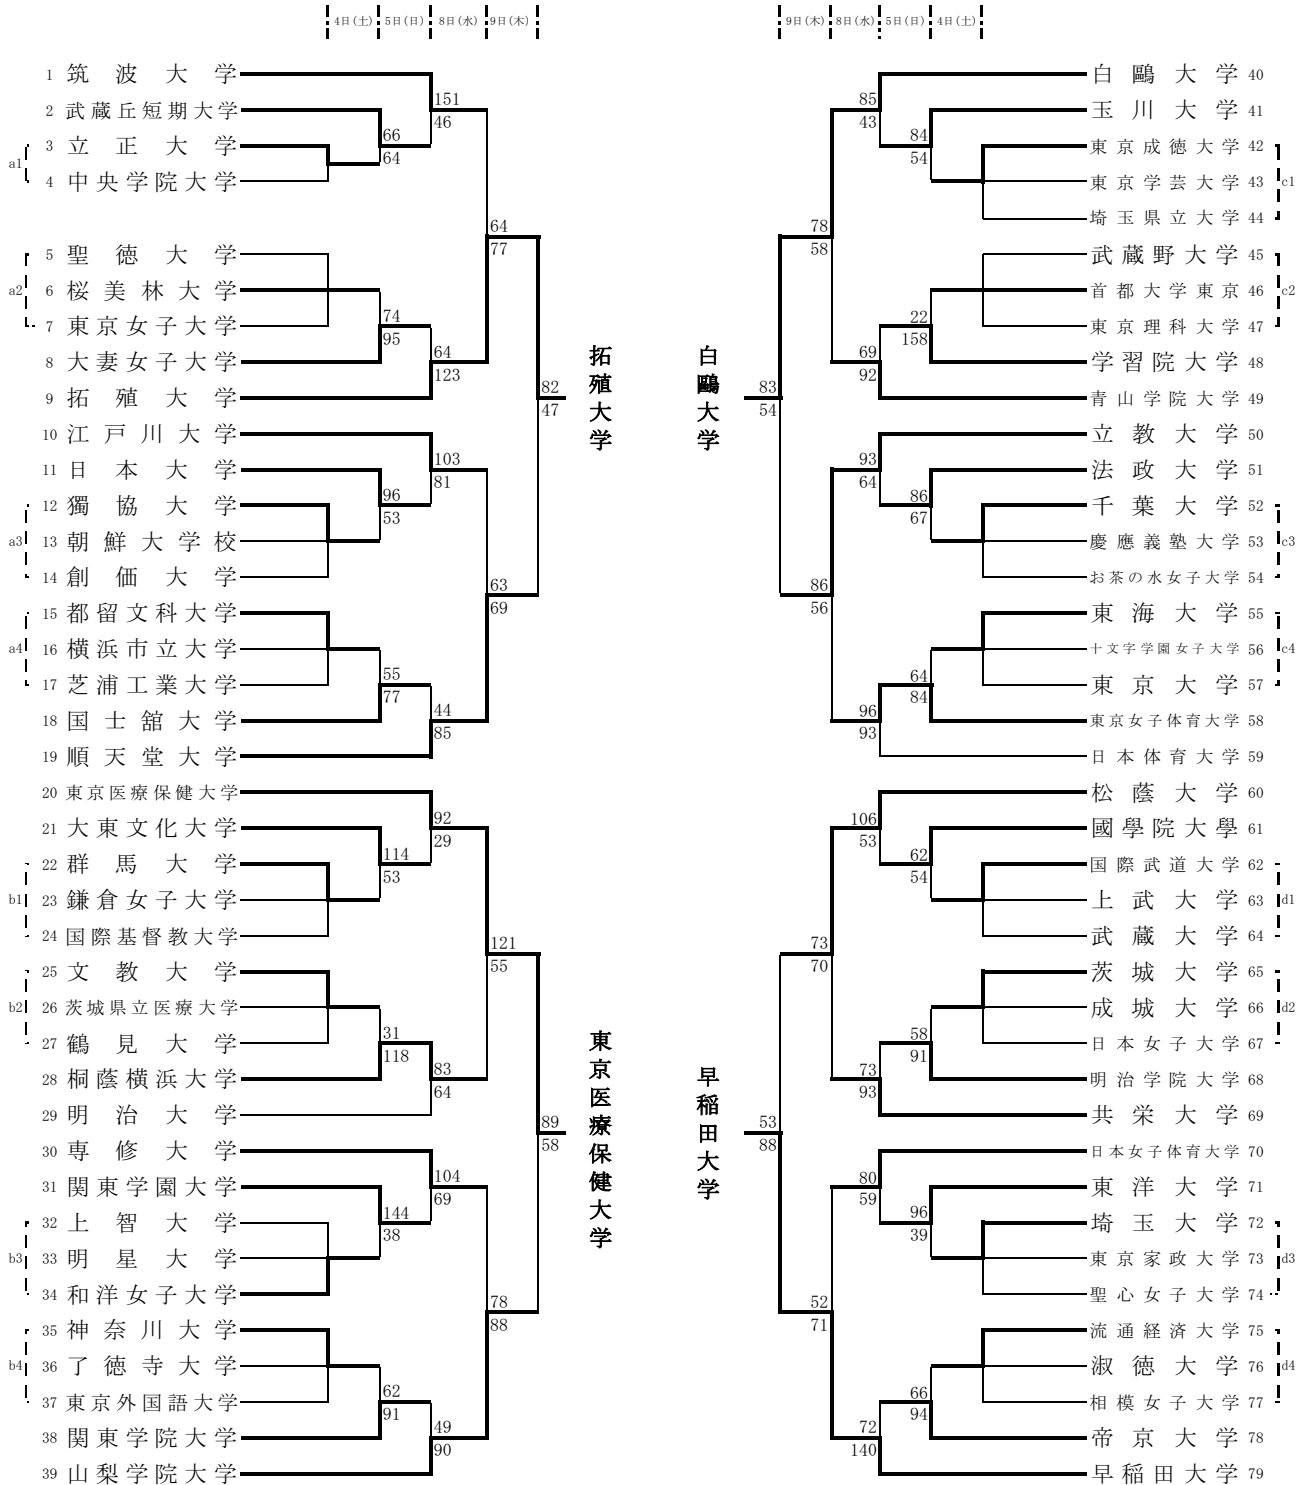 4日(土) 5日(日) 8日(水) 9日(木)
9日(木) 8日(水) 5日(日) 4日(土)
1 筑波大学
2 武蔵丘短期大学
3 立正大学
4 中央学院大学
5 聖徳大学
6 桜美林大学
7 東京女子大学
8 大妻女子大学
9 拓殖大学
10 江戸川大学
11 日本大学
12 獨協大学
13 朝鮮大学校
14 創価大学
15 都留文科大学
16 横浜市立大学
17 芝浦工業大学
18 国士舘大学
19 順天堂大学
20 東京医療保健大学
21 大東文化大学
22 群馬大学
23 鎌倉女子大学
24 国際基督教大学
25 文教大学
26 茨城県立医療大学
27 鶴見大学
28 桐蔭横浜大学
29 明治大学
30 専修大学
31 関東学園大学
32 上智大学
33 明星大学
34 和洋女子大学
35 神奈川大学
36 了徳寺大学
37 東京外国語大学
38 関東学院大学
39 山梨学院大学
a1
a2
a3
a4
b1
b2
b3
b4
151
46
66
64
64
77
74
95
64
123
82
47
103
81
96
53
63
69
55
77
44
85
92
29
114
53
121
55
31
118
83
64
89
58
104
69
144
38
78
88
62
91
49
90
拓殖大学
東京医療保健大学
白鷗大学
早稲田大学
85
43
84
54
78
58
22
158
69
92
83
54
93
64
86
67
86
56
64
84
96
93
106
53
62
54
73
70
58
91
73
93
53
88
80
59
96
39
52
71
66
94
72
140
白鷗大学 40
玉川大学 41
東京成徳大学 42
東京学芸大学 43
埼玉県立大学 44
武蔵野大学 45
首都大学東京 46
東京理科大学 47
学習院大学 48
青山学院大学 49
立教大学 50
法政大学 51
千葉大学 52
慶應義塾大学 53
お茶の水女子大学 54
東海大学 55
十文字学園女子大学 56
東京大学 57
東京女子体育大学 58
日本体育大学 59
松蔭大学 60
國學院大學 61
国際武道大学 62
上武大学 63
武蔵大学 64
茨城大学 65
成城大学 66
日本女子大学 67
明治学院大学 68
共栄大学 69
日本女子体育大学 70
東洋大学 71
埼玉大学 72
東京家政大学 73
聖心女子大学 74
流通経済大学 75
淑徳大学 76
相模女子大学 77
帝京大学 78
早稲田大学 79
c1
c2
c3
c4
d1
d2
d3
d4